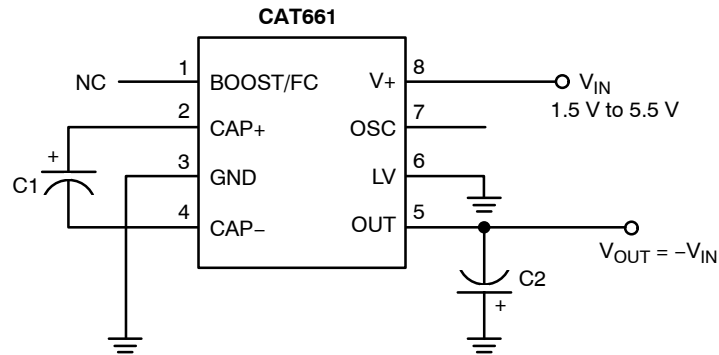 CAT661
NC
1
BOOST/FC
V+
8
V_IN
1.5 V to 5.5 V
2
CAP+
OSC
7
+
C1
3
GND
LV
6
4
CAP−
OUT
5
V_OUT = −V_IN
C2
+